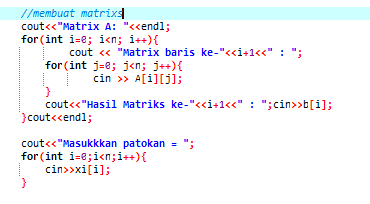 //membuat matrixs
cout<<"Matrix A: "<<endl;
for(int i=0; i<n; i++){
cout << "Matrix baris ke-"<<i+1<<" : ";
for(int j=0; j<n; j++){
cin >> A[i][j];
}
cout<<"Hasil Matriks ke-"<<i+1<<" : ";cin>>b[i];
}cout<<endl;
cout<<"Masukkkan patokan = ";
for(int i=0;i<n;i++){
cin>>xi[i];
}